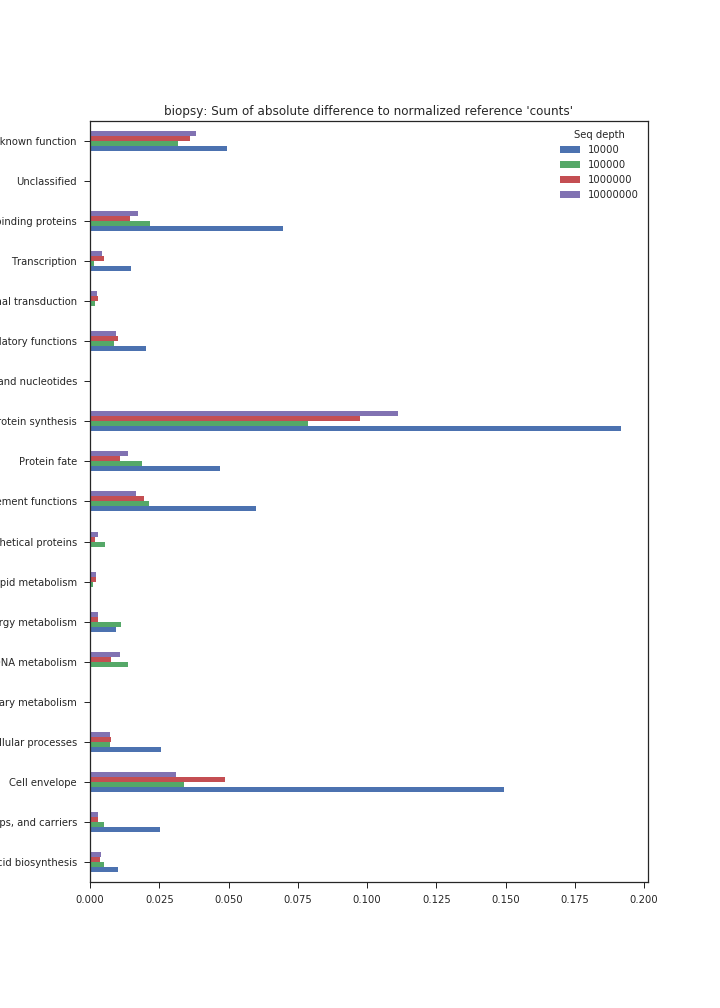 biopsy: Sum of absolute difference to normalized reference 'counts'
Seq depth
10000
100000
1000000
10000000
known function
Unclassified
binding proteins
Transcription
nal transduction
latory functions
and nucleotides
rotein synthesis
Protein fate
ement functions
hetical proteins
pid metabolism
rgy metabolism
NA metabolism
ary metabolism
llular processes
Cell envelope
ps, and carriers
cid biosynthesis
0.000 0.025 0.050 0.075 0.100 0.125 0.150 0.175 0.200